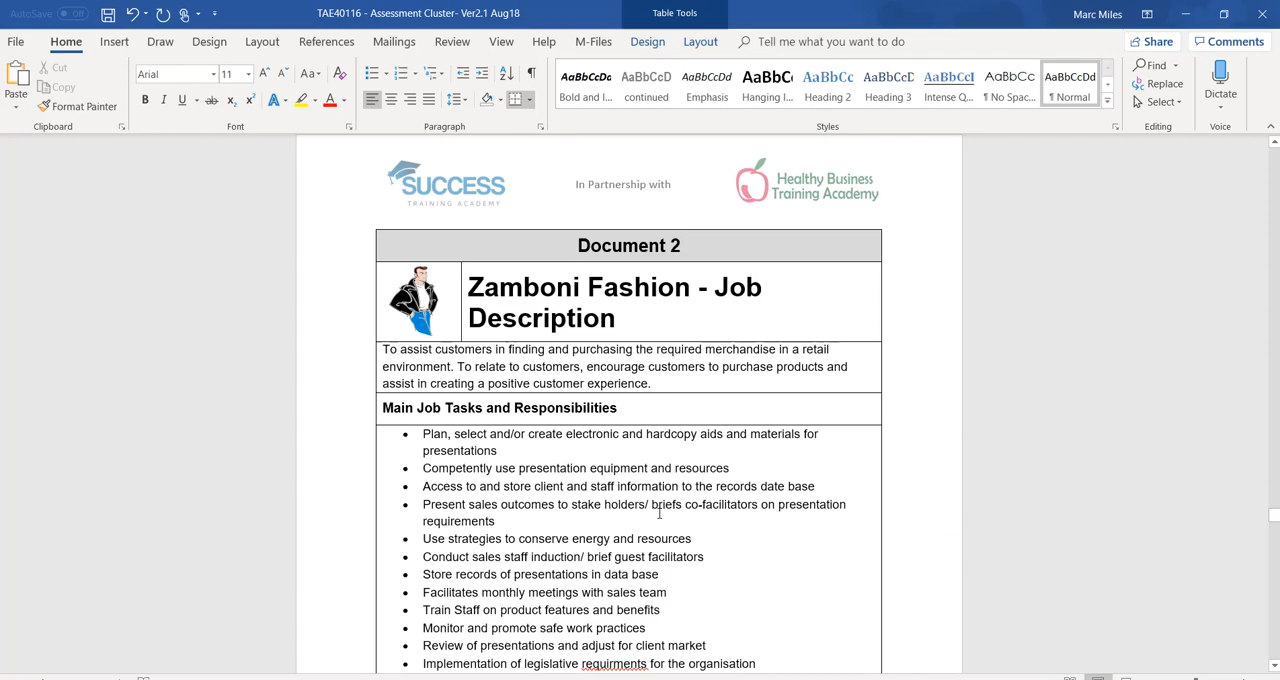 AutoSave Off TAE40116 - Assessment Cluster- Ver2.1 Aug18 Table Tools Marc Miles
File Home Insert Draw Design Layout References Mailings Review View Help M-Files Design Layout Tell me what you want to do Share Comments
Paste Cut Copy Format Painter
Arial 11
AaBbCcDc AaBbCcD AaBbCcDd AaBbCc AaBbCc AaBbCcD AaBbCcI AaBbCc AaBbCcDd
Bold and I... continued Emphasis Hanging I... Heading 2 Heading 3 Intense Q... ¶ No Spac... ¶ Normal
Find Replace Select Dictate
Clipboard Font Paragraph Styles Editing Voice
SUCCESS
TRAINING ACADEMY
In Partnership with
Healthy Business
Training Academy
Document 2
Zamboni Fashion - Job
Description
To assist customers in finding and purchasing the required merchandise in a retail
environment. To relate to customers, encourage customers to purchase products and
assist in creating a positive customer experience.
Main Job Tasks and Responsibilities
• Plan, select and/or create electronic and hardcopy aids and materials for
presentations
• Competently use presentation equipment and resources
• Access to and store client and staff information to the records date base
• Present sales outcomes to stake holders/ briefs co-facilitators on presentation
requirements
• Use strategies to conserve energy and resources
• Conduct sales staff induction/ brief guest facilitators
• Store records of presentations in data base
• Facilitates monthly meetings with sales team
• Train Staff on product features and benefits
• Monitor and promote safe work practices
• Review of presentations and adjust for client market
• Implementation of legislative requirments for the organisation